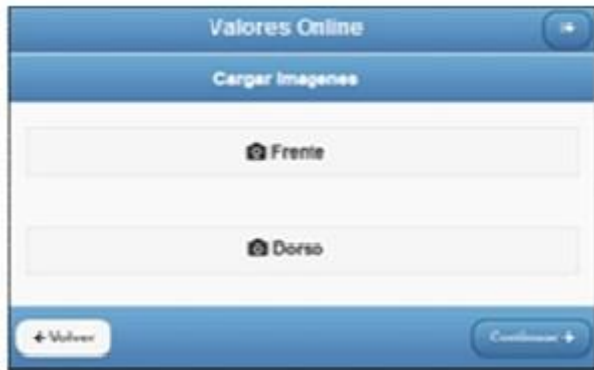 Valores Online
Cargar Imagenes
Frente
Dorso
Volver
Continuar